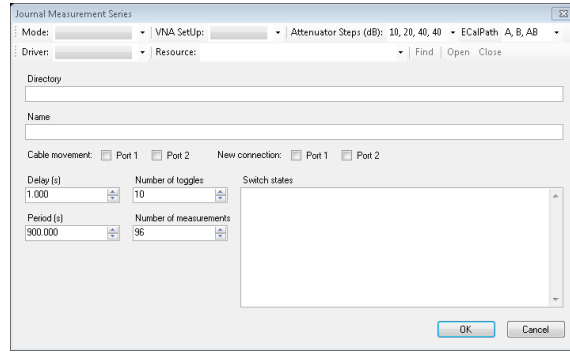 Journal Measurement Series
Mode: VNA SetUp: Attenuator Steps (dB): 10, 20, 40, 40 ECalPath A, B, AB
Driver: Resource: Find Open Close
Directory
Name
Cable movement: Port 1 Port 2 New connection: Port 1 Port 2
Delay (s) Number of toggles Switch states
1.000 10
Period (s) Number of measurements
900.000 96
OK Cancel